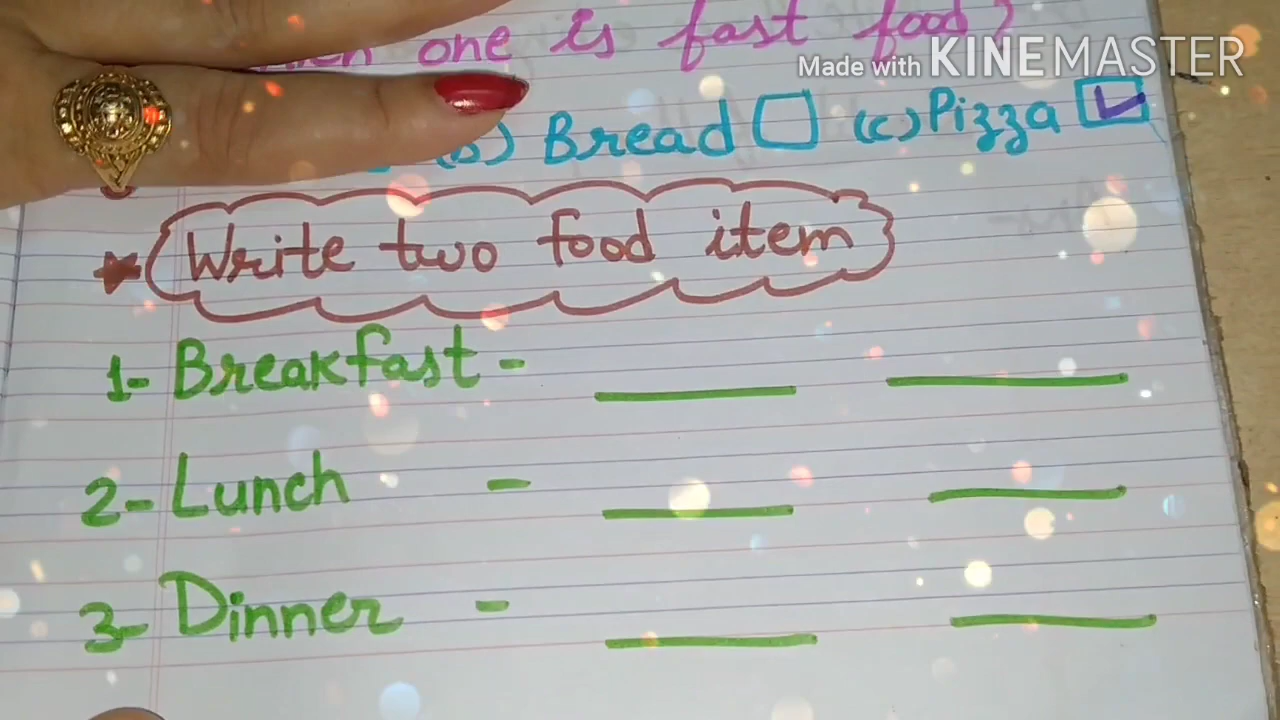 one is fast food?
Made with KINEMASTER
(b) Bread (c) Pizza
Write two food item
1- Breakfast -
2- Lunch -
3- Dinner -